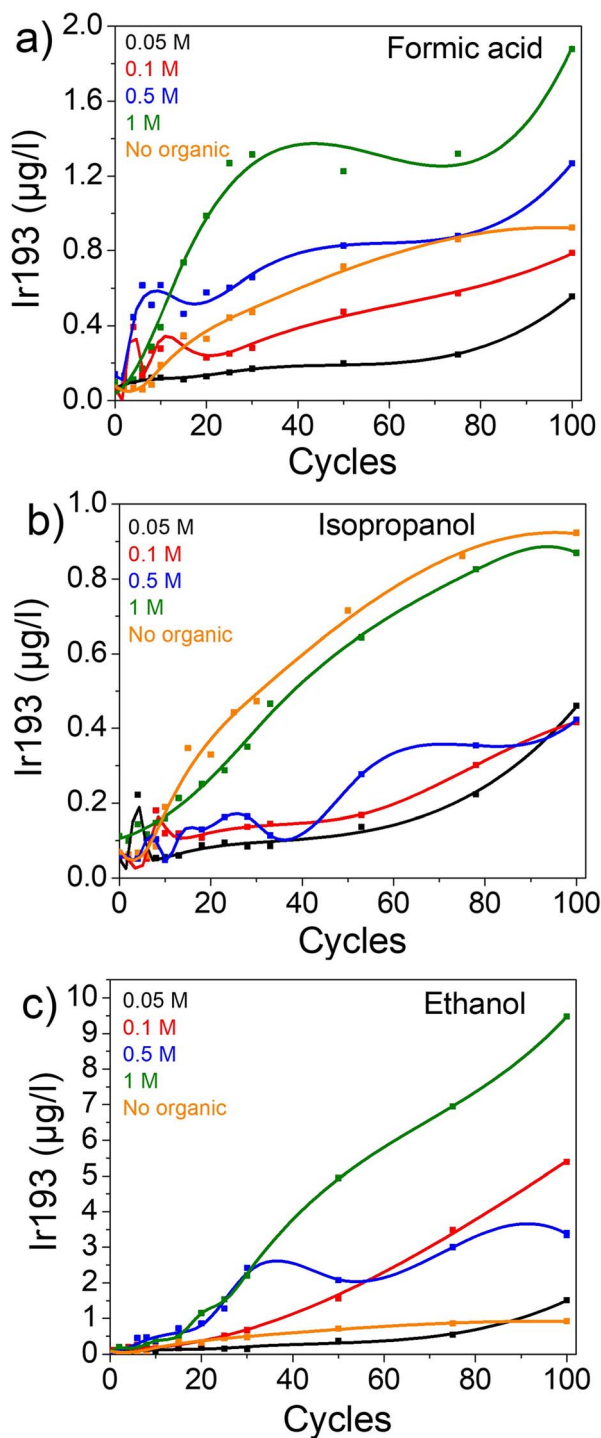 a)
Formic acid
0.05 M
0.1 M
0.5 M
1 M
No organic
Ir193 (µg/l)
2.0
1.6
1.2
0.8
0.4
0.0
0 20 40 60 80 100
Cycles
b)
Isopropanol
0.05 M
0.1 M
0.5 M
1 M
No organic
Ir193 (µg/l)
1.0
0.8
0.6
0.4
0.2
0.0
0 20 40 60 80 100
Cycles
c)
Ethanol
0.05 M
0.1 M
0.5 M
1 M
No organic
Ir193 (µg/l)
10
9
8
7
6
5
4
3
2
1
0
0 20 40 60 80 100
Cycles